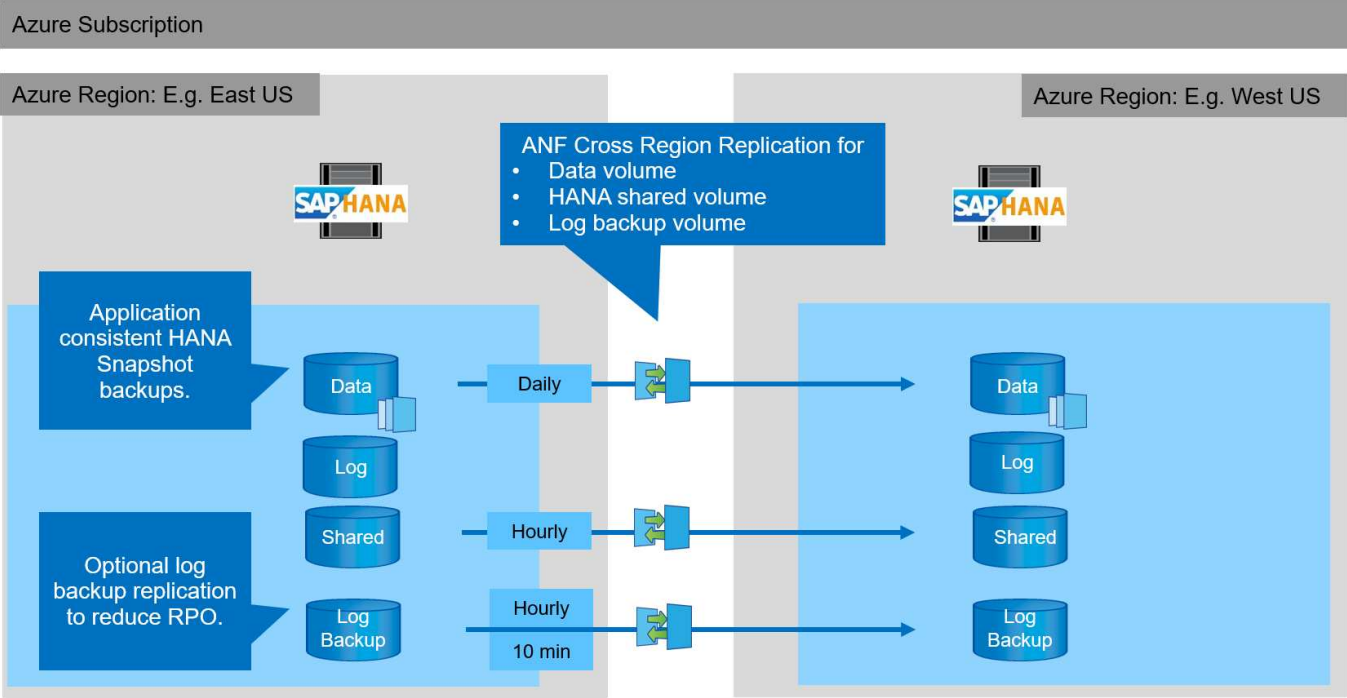 Azure Subscription
Azure Region: E.g. East US
Azure Region: E.g. West US
ANF Cross Region Replication for
• Data volume
• HANA shared volume
• Log backup volume
SAP HANA
SAP HANA
Application
consistent HANA
Snapshot
backups.
Data
Daily
Data
Log
Log
Shared
Hourly
Shared
Optional log
backup replication
to reduce RPO.
Log
Backup
Hourly
10 min
Log
Backup